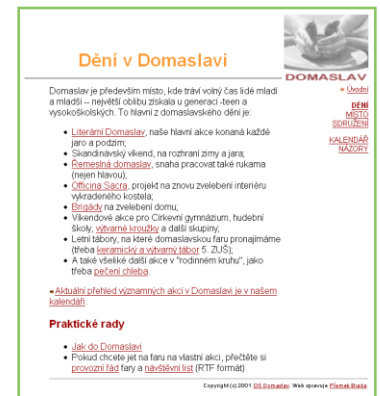 Dění v Domaslavi
DOMASLAV
Domaslav je především místo, kde tráví volný čas lidé mladí
a mladší – největší oblibu získala u generací -teen a
vysokoškolských. To hlavní z domaslavského dění je:
Literární Domaslav, naše hlavní akce konaná každé
jaro a podzim;
Skandinávský víkend, na rozhraní zimy a jara;
Řemeslná domaslav, snaha pracovat také rukama
(nejen hlavou);
Officina Sacra, projekt na znovu zvelebení interiéru
vykradeného kostela;
Brigády na zvelebení domu;
Víkendové akce pro Církevní gymnázium, hudební
školy, výtvarné kroužky a další skupiny;
Letní tábory, na které domaslavskou faru pronajímáme
(třeba keramický a výtvarný tábor 5. ZUŠ);
A také všeliké další akce v "rodinném kruhu", jako
třeba pečení chleba.
Aktuální přehled významných akcí v Domaslavi je v našem
kalendáři.
Praktické rady
Jak do Domaslavi
Pokud chcete jet na faru na vlastní akci, přečtěte si
provozní řád fary a návštěvní list (RTF formát)
» Úvodní
DĚNÍ
MÍSTO
SDRUŽENÍ
KALENDÁŘ
NÁZORY
Copyright (c) 2001 DS Domaslav. Web spravuje Přemek Brada.